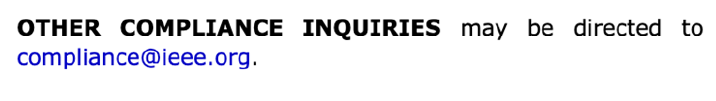 OTHER COMPLIANCE INQUIRIES may be directed to
compliance@ieee.org.